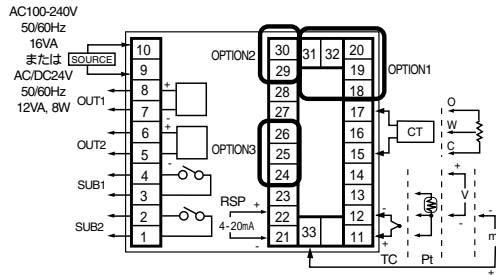 AC100-240V
50/60Hz
16VA
または
AC/DC24V
50/60Hz
12VA, 8W
SOURCE
OUT1
OUT2
SUB1
SUB2
+
-
+
-
10
9
8
7
6
5
4
3
2
1
OPTION2
OPTION3
RSP
4-20mA
+
-
30
29
28
27
26
25
24
23
22
21
31
32
33
20
19
18
17
16
15
14
13
12
11
OPTION1
CT
O
W
C
+
V
-
-
m
+
-
+
TC
Pt